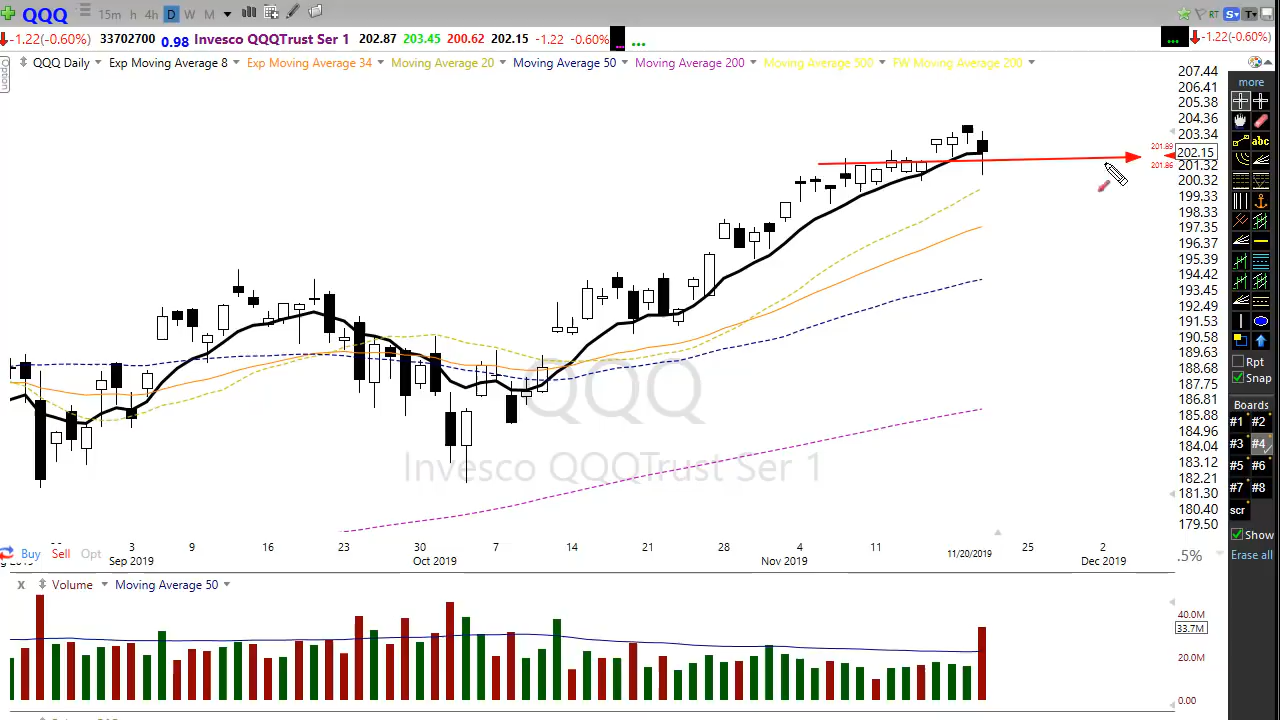 QQQ 15m h 4h D W M RT S T
-1.22(-0.60%) 33702700 0.98 Invesco QQQTrust Ser 1 202.87 203.45 200.62 202.15 -1.22 -0.60% ... ... -1.22(-0.60%)
Option
QQQ Daily Exp Moving Average 8 Exp Moving Average 34 Moving Average 20 Moving Average 50 Moving Average 200 Moving Average 500 FW Moving Average 200
207.44
206.41
205.38
204.36
203.34
201.89
202.15
201.86
201.32
200.32
199.33
198.33
197.35
196.37
195.39
194.42
193.45
192.49
191.53
190.58
189.63
188.68
187.75
186.81
185.88
184.96
184.04
183.12
182.21
181.30
180.40
179.50
more
abc
Rpt
Snap
Boards
#1 #2
#3 #4
#5 #6
#7 #8
scr
Show
Erase all
QQQ
Invesco QQQTrust Ser 1
3 9 16 23 30 7 14 21 28 4 11 11/20/2019 25 2
Sep 2019 Oct 2019 Nov 2019 Dec 2019
Buy Sell Opt .5%
x Volume Moving Average 50
40.0M
33.7M
20.0M
0.00